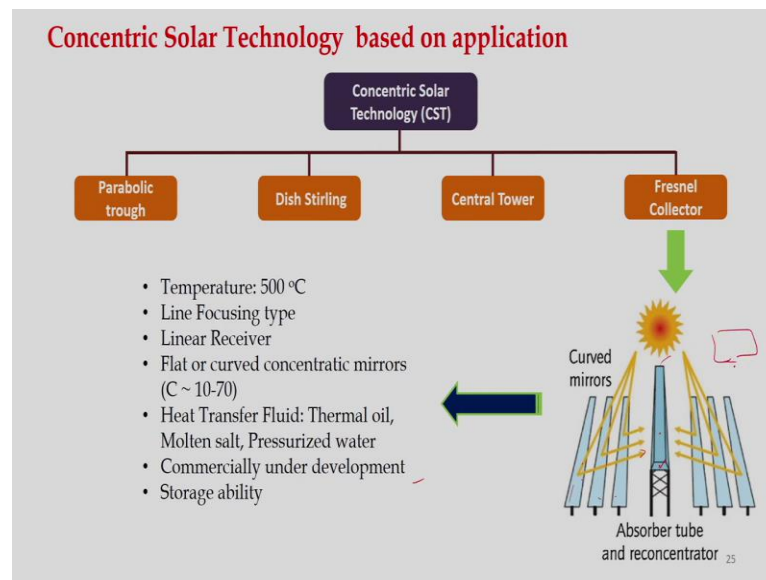 Concentric Solar Technology based on application
Concentric Solar
Technology (CST)
Parabolic
trough
Dish Stirling
Central Tower
Fresnel
Collector
• Temperature: 500 ºC
• Line Focusing type
• Linear Receiver
• Flat or curved concentratic mirrors
(C ~ 10-70)
• Heat Transfer Fluid: Thermal oil,
Molten salt, Pressurized water
• Commercially under development
• Storage ability
Curved
mirrors
Absorber tube
and reconcentrator
25